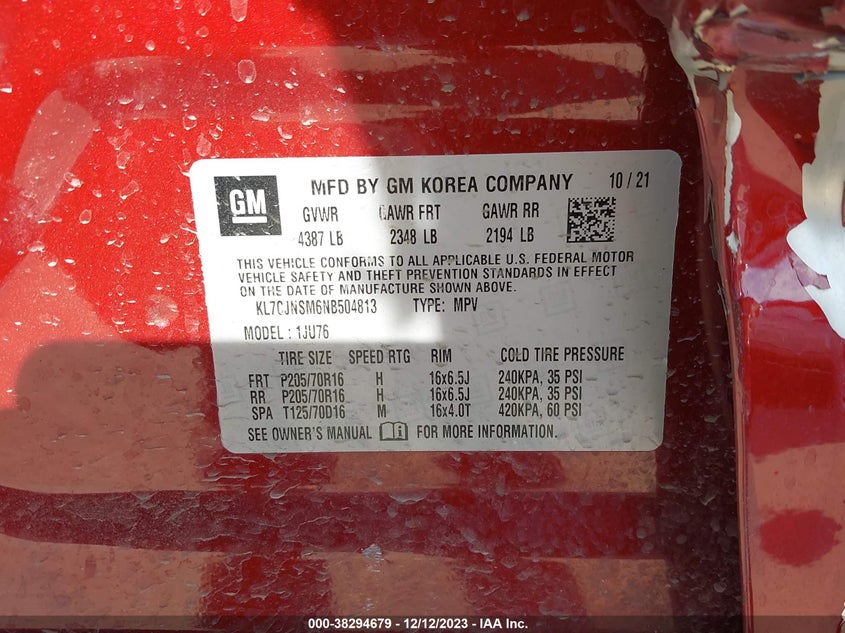 GM MFD BY GM KOREA COMPANY 10 / 21
GVWR GAWR FRT GAWR RR
4387 LB 2348 LB 2194 LB
THIS VEHICLE CONFORMS TO ALL APPLICABLE U.S. FEDERAL MOTOR
VEHICLE SAFETY AND THEFT PREVENTION STANDARDS IN EFFECT
ON THE DATE OF MANUFACTURE SHOWN ABOVE.
KL7CJNSM6NB504813 TYPE: MPV
MODEL : 1JU76
TIRE SIZE SPEED RTG RIM COLD TIRE PRESSURE
FRT P205/70R16 H 16x6.5J 240KPA, 35 PSI
RR P205/70R16 H 16x6.5J 240KPA, 35 PSI
SPA T125/70D16 M 16x4.0T 420KPA, 60 PSI
SEE OWNER'S MANUAL FOR MORE INFORMATION.
000-38294679 - 12/12/2023 - IAA Inc.